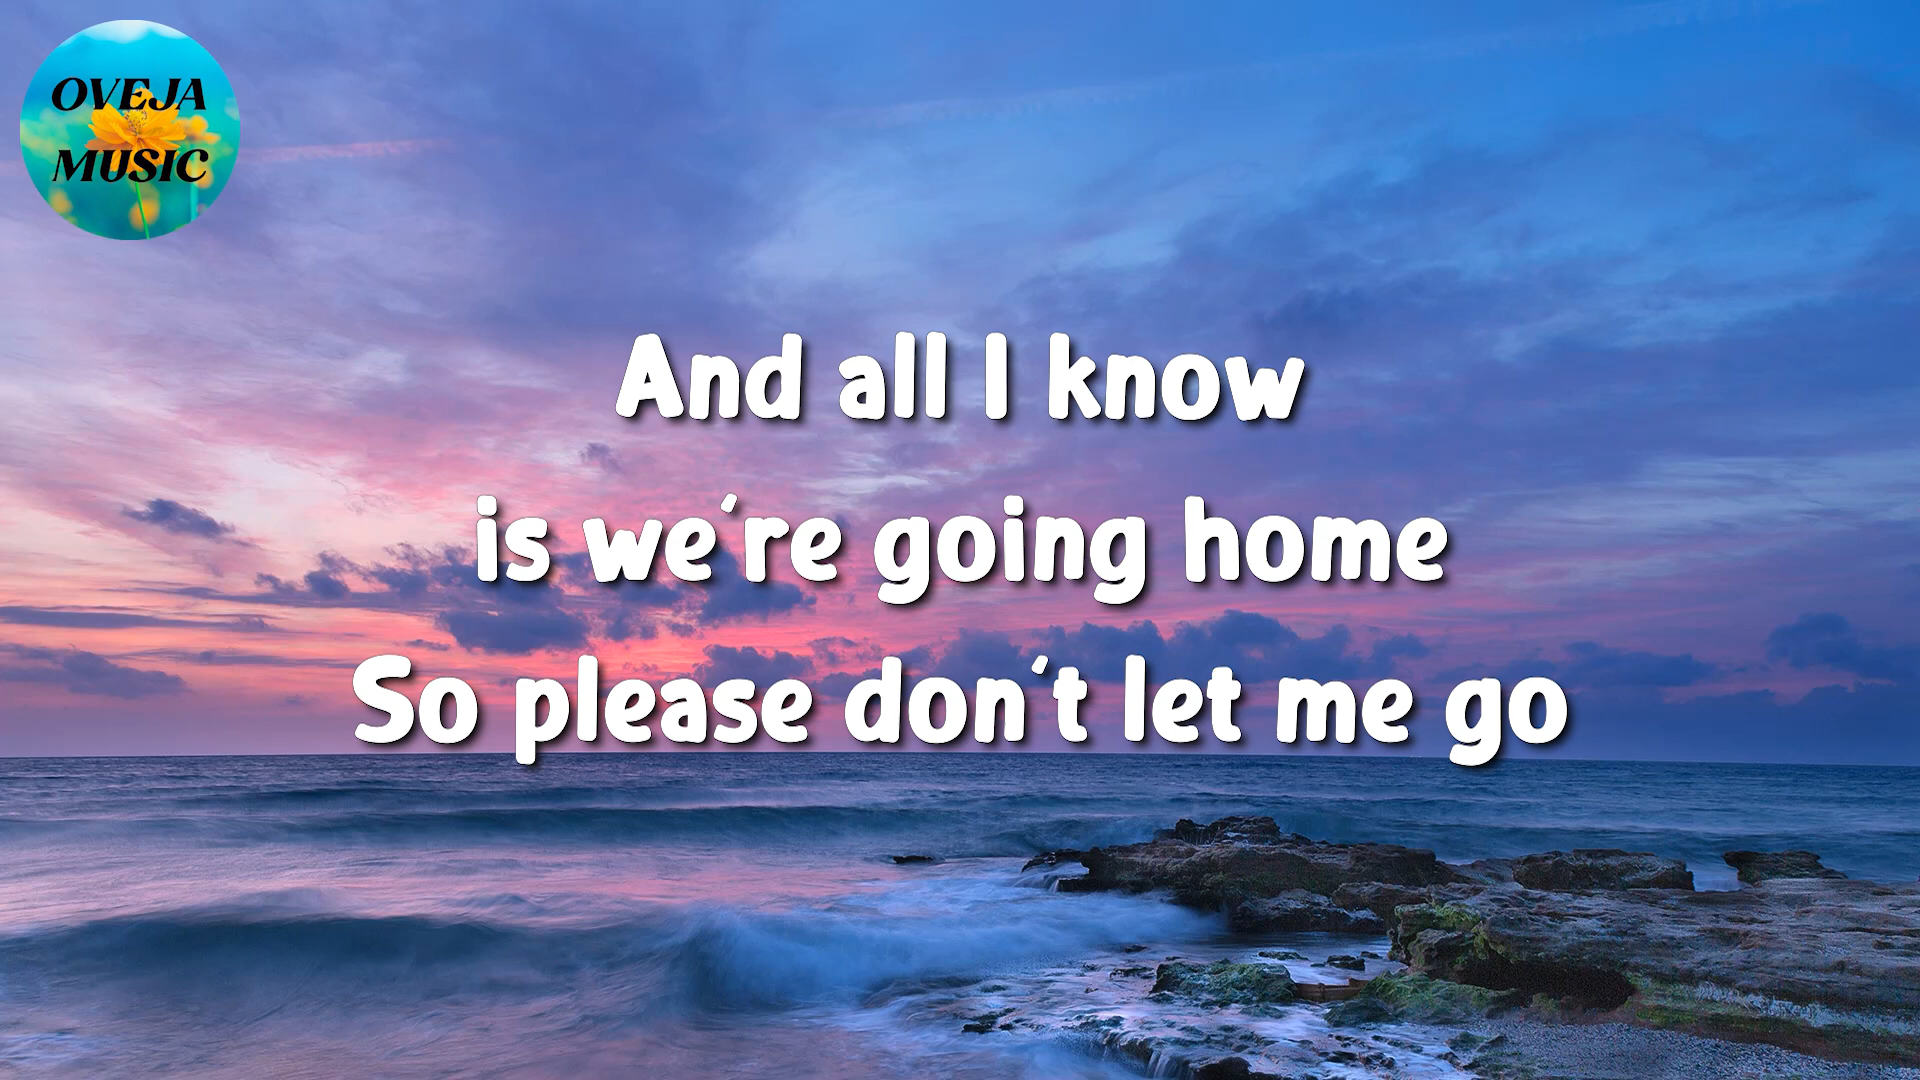 OVEJA
MUSIC
And all I know
is we're going home
So please don't let me go